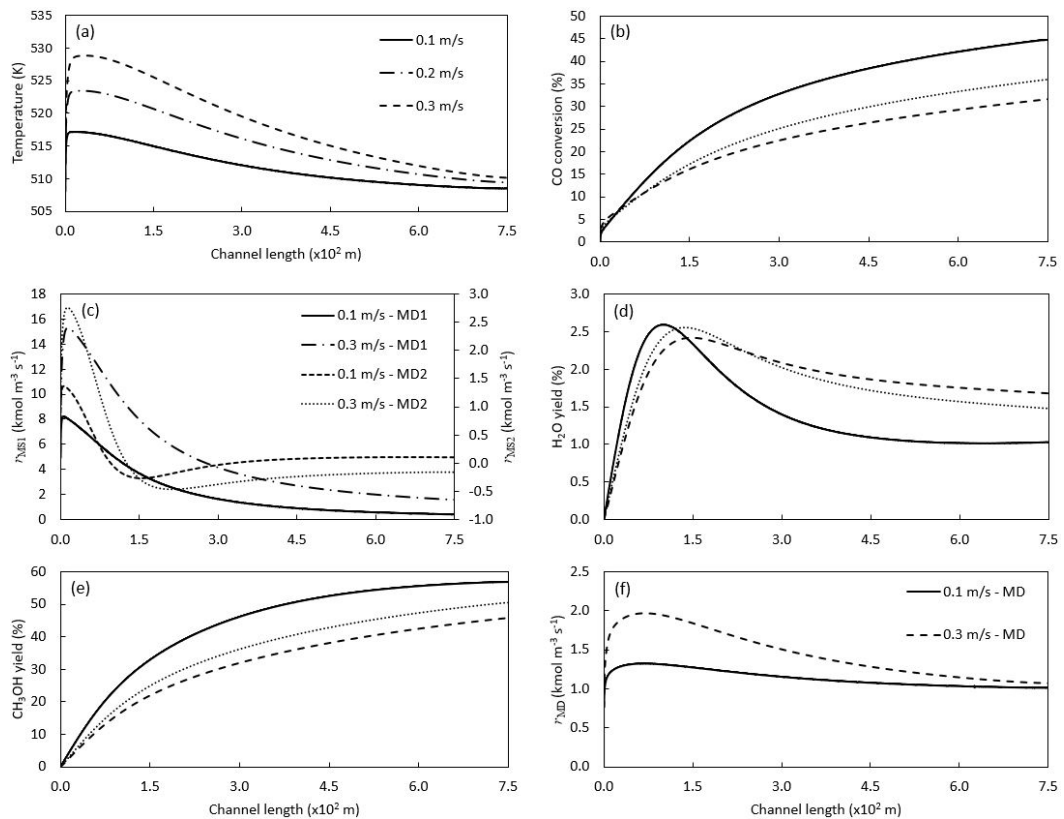 (a)
535
530
525
520
515
510
505
Temperature (K)
0.1 m/s
0.2 m/s
0.3 m/s
0.0 1.5 3.0 4.5 6.0 7.5
Channel length (x10² m)
(b)
50
45
40
35
30
25
20
15
10
5
0
CO conversion (%)
0.0 1.5 3.0 4.5 6.0 7.5
(c)
18
16
14
12
10
8
6
4
2
0
r_MS1 (kmol m⁻³ s⁻¹)
3.0
2.5
2.0
1.5
1.0
0.5
0.0
-0.5
-1.0
r_MS2 (kmol m⁻³ s⁻¹)
0.1 m/s - MD1
0.3 m/s - MD1
0.1 m/s - MD2
0.3 m/s - MD2
0.0 1.5 3.0 4.5 6.0 7.5
(d)
3.0
2.5
2.0
1.5
1.0
0.5
0.0
H₂O yield (%)
0.0 1.5 3.0 4.5 6.0 7.5
(e)
60
50
40
30
20
10
0
CH₃OH yield (%)
0.0 1.5 3.0 4.5 6.0 7.5
Channel length (x10² m)
(f)
2.5
2.0
1.5
1.0
0.5
0.0
r_MD (kmol m⁻³ s⁻¹)
0.1 m/s - MD
0.3 m/s - MD
0.0 1.5 3.0 4.5 6.0 7.5
Channel length (x10² m)